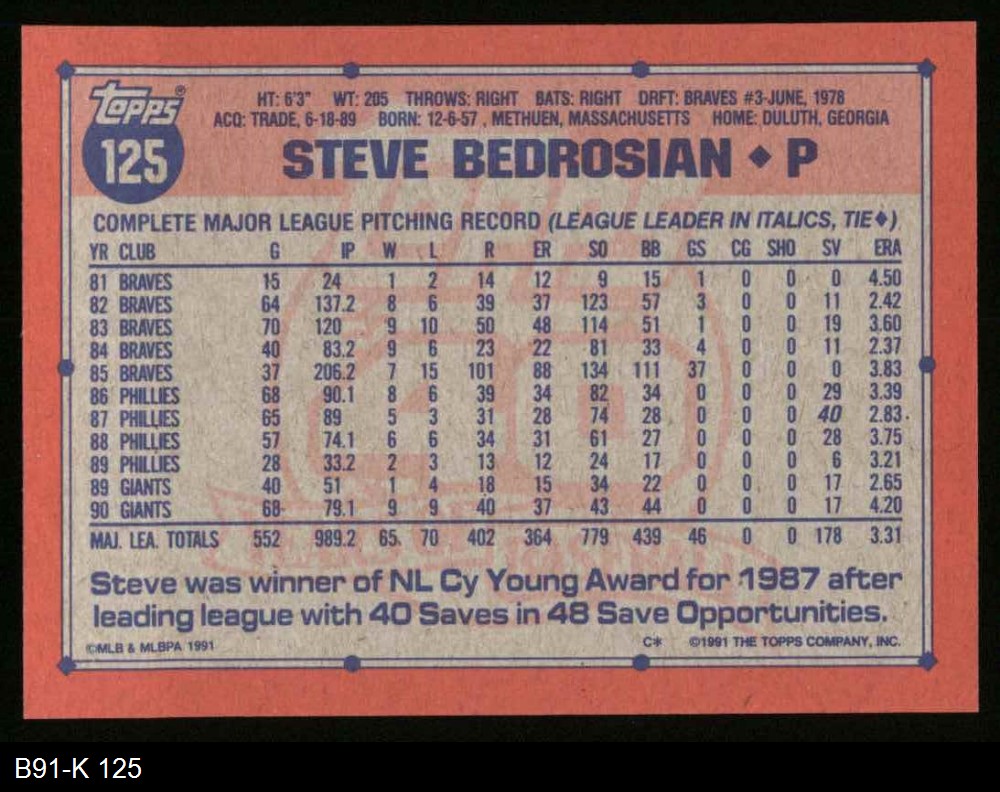 topps®
125
HT: 6'3" WT: 205 THROWS: RIGHT BATS: RIGHT DRFT: BRAVES #3-JUNE, 1978
ACQ: TRADE, 6-18-89 BORN: 12-6-57, METHUEN, MASSACHUSETTS HOME: DULUTH, GEORGIA
STEVE BEDROSIAN ◆ P
COMPLETE MAJOR LEAGUE PITCHING RECORD (LEAGUE LEADER IN ITALICS, TIE◆)
YR CLUB G IP W L R ER SO BB GS CG SHO SV ERA
81 BRAVES 15 24 1 2 14 12 9 15 1 0 0 0 4.50
82 BRAVES 64 137.2 8 6 39 37 123 57 3 0 0 11 2.42
83 BRAVES 70 120 9 10 50 48 114 51 1 0 0 19 3.60
84 BRAVES 40 83.2 9 6 23 22 81 33 4 0 0 11 2.37
85 BRAVES 37 206.2 7 15 101 88 134 111 37 0 0 0 3.83
86 PHILLIES 68 90.1 8 6 39 34 82 34 0 0 0 29 3.39
87 PHILLIES 65 89 5 3 31 28 74 28 0 0 0 40 2.83
88 PHILLIES 57 74.1 6 6 34 31 61 27 0 0 0 28 3.75
89 PHILLIES 28 33.2 2 3 13 12 24 17 0 0 0 6 3.21
89 GIANTS 40 51 1 4 18 15 34 22 0 0 0 17 2.65
90 GIANTS 68 79.1 9 9 40 37 43 44 0 0 0 17 4.20
MAJ. LEA. TOTALS 552 989.2 65 70 402 364 779 439 46 0 0 178 3.31
Steve was winner of NL Cy Young Award for 1987 after
leading league with 40 Saves in 48 Save Opportunities.
©MLB & MLBPA 1991 C* ©1991 THE TOPPS COMPANY, INC.
B91-K 125